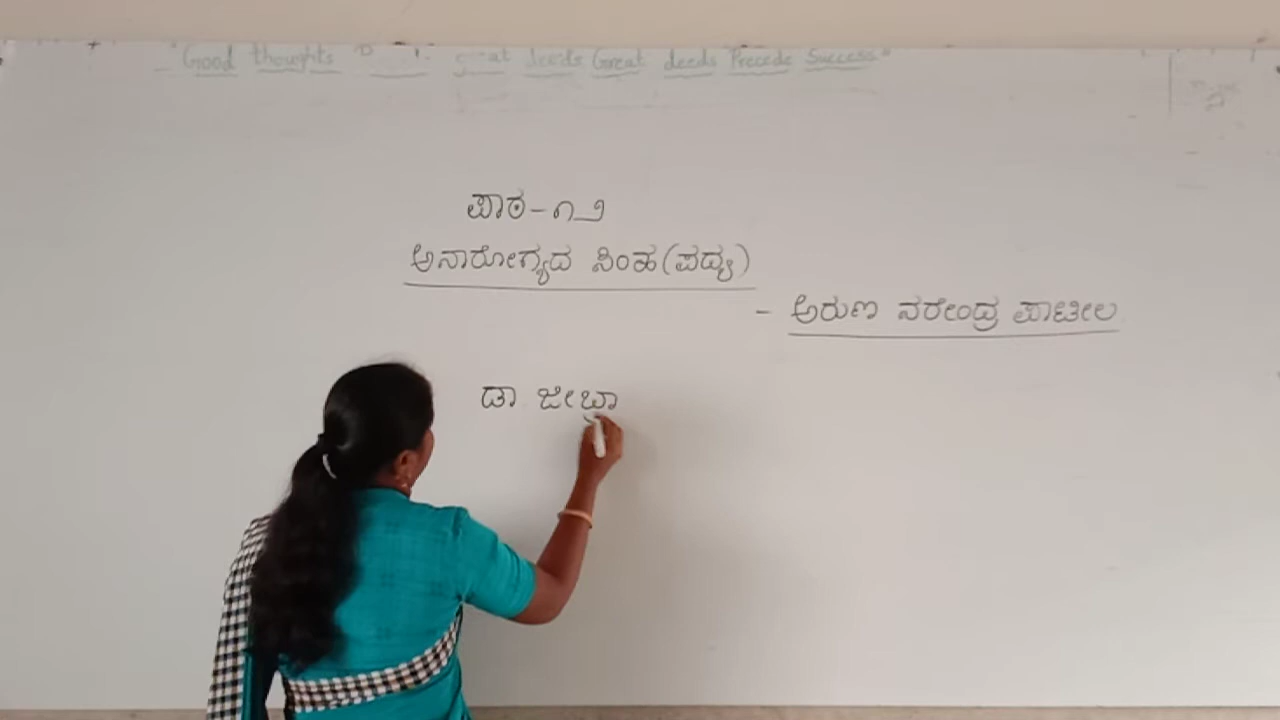 "Good thoughts great deeds Great deeds Precede Success"
ಪಾಠ-೧೨
ಅನಾರೋಗ್ಯದ ಸಿಂಹ(ಪದ್ಯ)
- ಅರುಣ ನರೇಂದ್ರ ಪಾಟೀಲ
ಡಾ ಜೇಬ್ರಾ